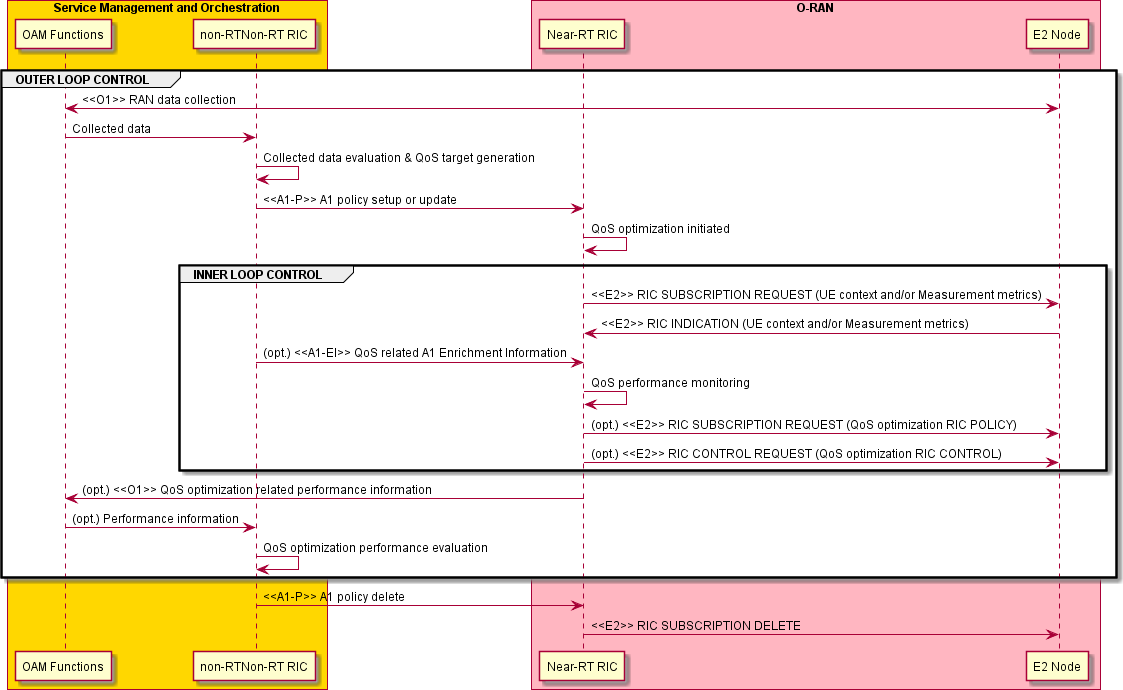 Service Management and Orchestration
O-RAN
OAM Functions
non-RTNon-RT RIC
Near-RT RIC
E2 Node
OUTER LOOP CONTROL
<<O1>> RAN data collection
Collected data
Collected data evaluation & QoS target generation
<<A1-P>> A1 policy setup or update
QoS optimization initiated
INNER LOOP CONTROL
<<E2>> RIC SUBSCRIPTION REQUEST (UE context and/or Measurement metrics)
<<E2>> RIC INDICATION (UE context and/or Measurement metrics)
(opt.) <<A1-EI>> QoS related A1 Enrichment Information
QoS performance monitoring
(opt.) <<E2>> RIC SUBSCRIPTION REQUEST (QoS optimization RIC POLICY)
(opt.) <<E2>> RIC CONTROL REQUEST (QoS optimization RIC CONTROL)
(opt.) <<O1>> QoS optimization related performance information
(opt.) Performance information
QoS optimization performance evaluation
<<A1-P>> A1 policy delete
<<E2>> RIC SUBSCRIPTION DELETE
OAM Functions
non-RTNon-RT RIC
Near-RT RIC
E2 Node